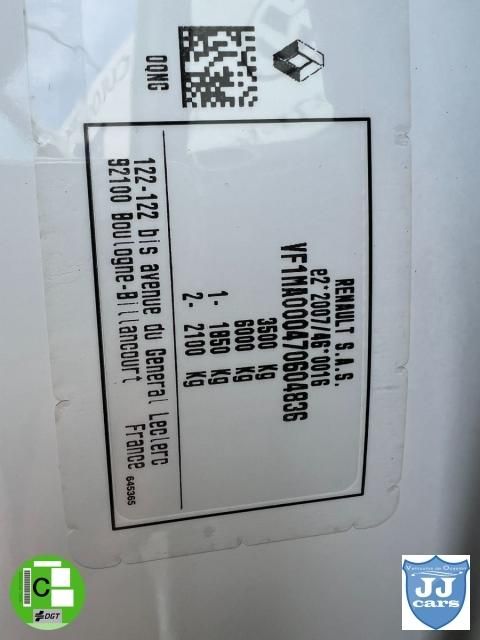 OQNG
RENAULT S.A.S.
e2*2007/46*0016
VF1MA000470604836
3500 Kg
6000 Kg
1- 1850 Kg
2- 2100 Kg
122-122 bis avenue du General Leclerc
92100 Boulogne-Billancourt France
645365
C
DGT
JJ
cars